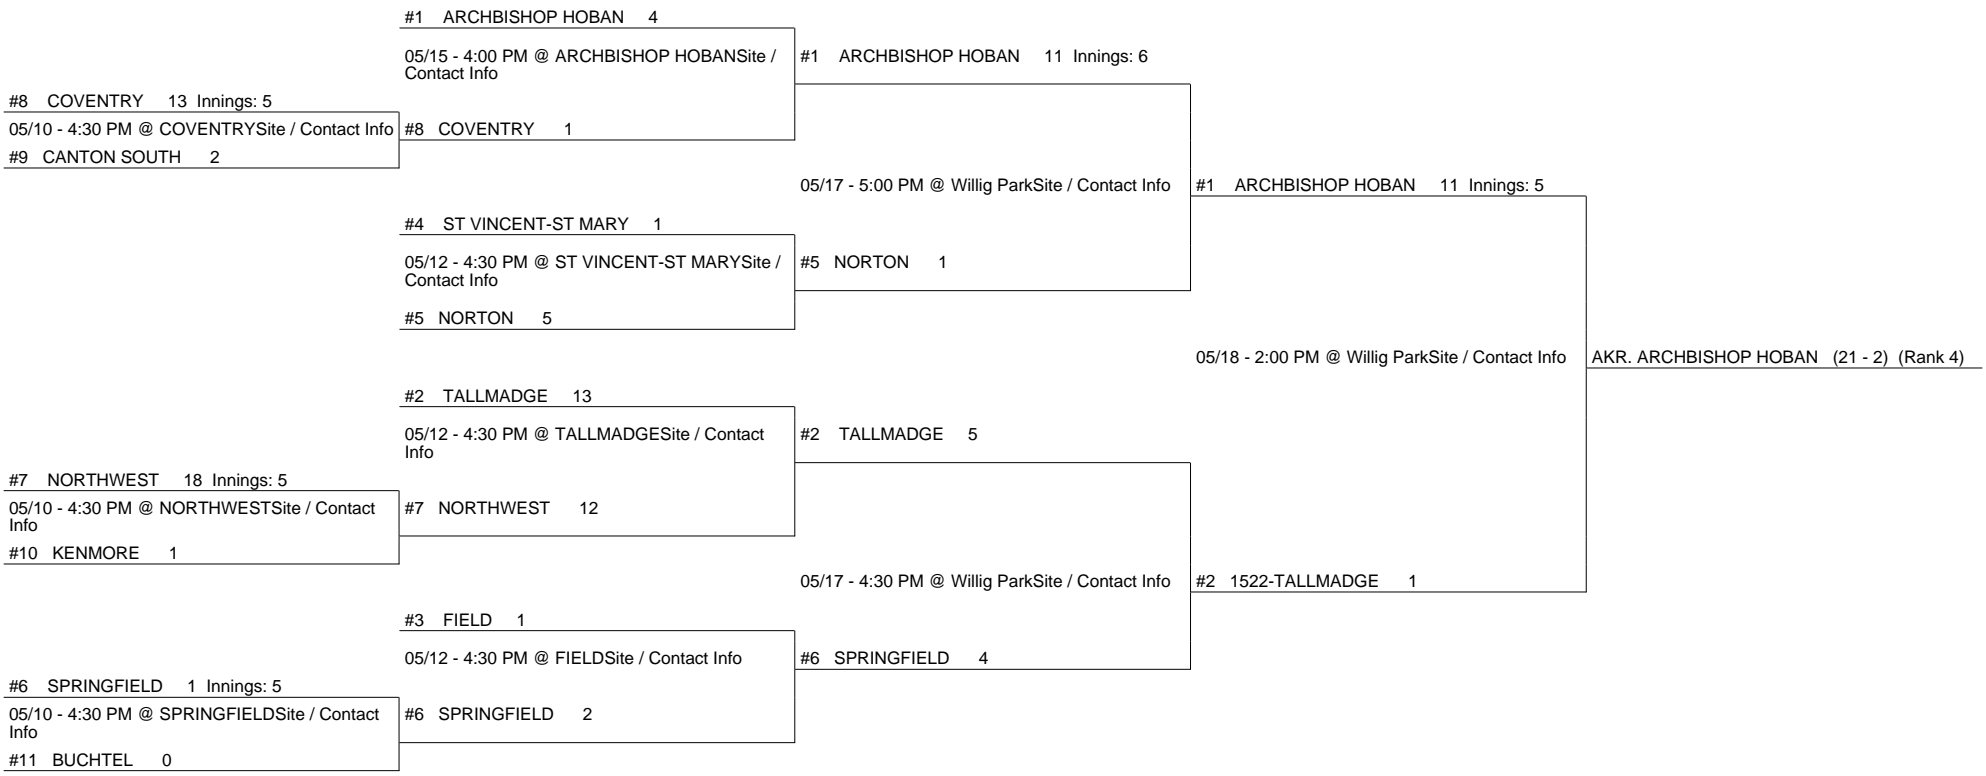 #1 ARCHBISHOP HOBAN 4
05/15 - 4:00 PM @ ARCHBISHOP HOBANSite /
Contact Info
#8 COVENTRY 13 Innings: 5
05/10 - 4:30 PM @ COVENTRYSite / Contact Info
#9 CANTON SOUTH 2
#8 COVENTRY 1
#1 ARCHBISHOP HOBAN 11 Innings: 6
05/17 - 5:00 PM @ Willig ParkSite / Contact Info
#4 ST VINCENT-ST MARY 1
05/12 - 4:30 PM @ ST VINCENT-ST MARYSite /
Contact Info
#5 NORTON 5
#5 NORTON 1
#1 ARCHBISHOP HOBAN 11 Innings: 5
05/18 - 2:00 PM @ Willig ParkSite / Contact Info
AKR. ARCHBISHOP HOBAN (21 - 2) (Rank 4)
#2 TALLMADGE 13
05/12 - 4:30 PM @ TALLMADGESite / Contact
Info
#7 NORTHWEST 18 Innings: 5
05/10 - 4:30 PM @ NORTHWESTSite / Contact
Info
#10 KENMORE 1
#7 NORTHWEST 12
#2 TALLMADGE 5
05/17 - 4:30 PM @ Willig ParkSite / Contact Info
#2 1522-TALLMADGE 1
#3 FIELD 1
05/12 - 4:30 PM @ FIELDSite / Contact Info
#6 SPRINGFIELD 4
#6 SPRINGFIELD 1 Innings: 5
05/10 - 4:30 PM @ SPRINGFIELDSite / Contact
Info
#11 BUCHTEL 0
#6 SPRINGFIELD 2